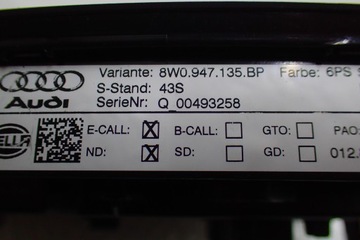 Variante: 8W0.947.135.BP Farbe: 6PS
S-Stand: 43S
Audi
SerieNr: Q_00493258
HELLA
E-CALL: B-CALL: GTO: PAO:
ND: SD: GD: 012.